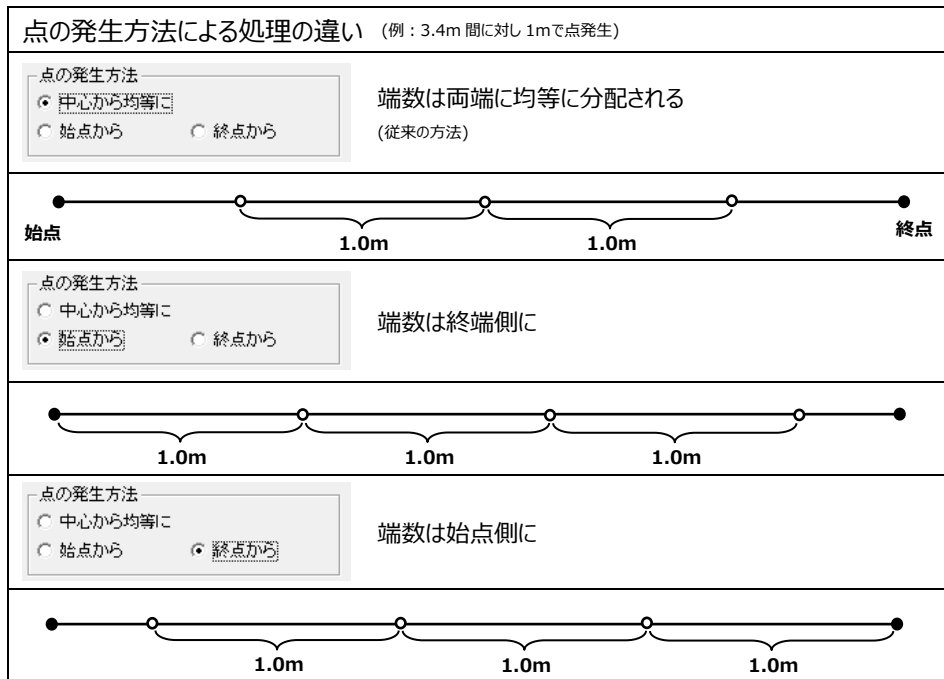 点の発生方法による処理の違い (例:3.4m 間に対し 1mで点発生)
点の発生方法
中心から均等に
始点から 終点から
端数は両端に均等に分配される
(従来の方法)
始点 終点
1.0m 1.0m
点の発生方法
中心から均等に
始点から 終点から
端数は終端側に
1.0m 1.0m 1.0m
点の発生方法
中心から均等に
始点から 終点から
端数は始点側に
1.0m 1.0m 1.0m